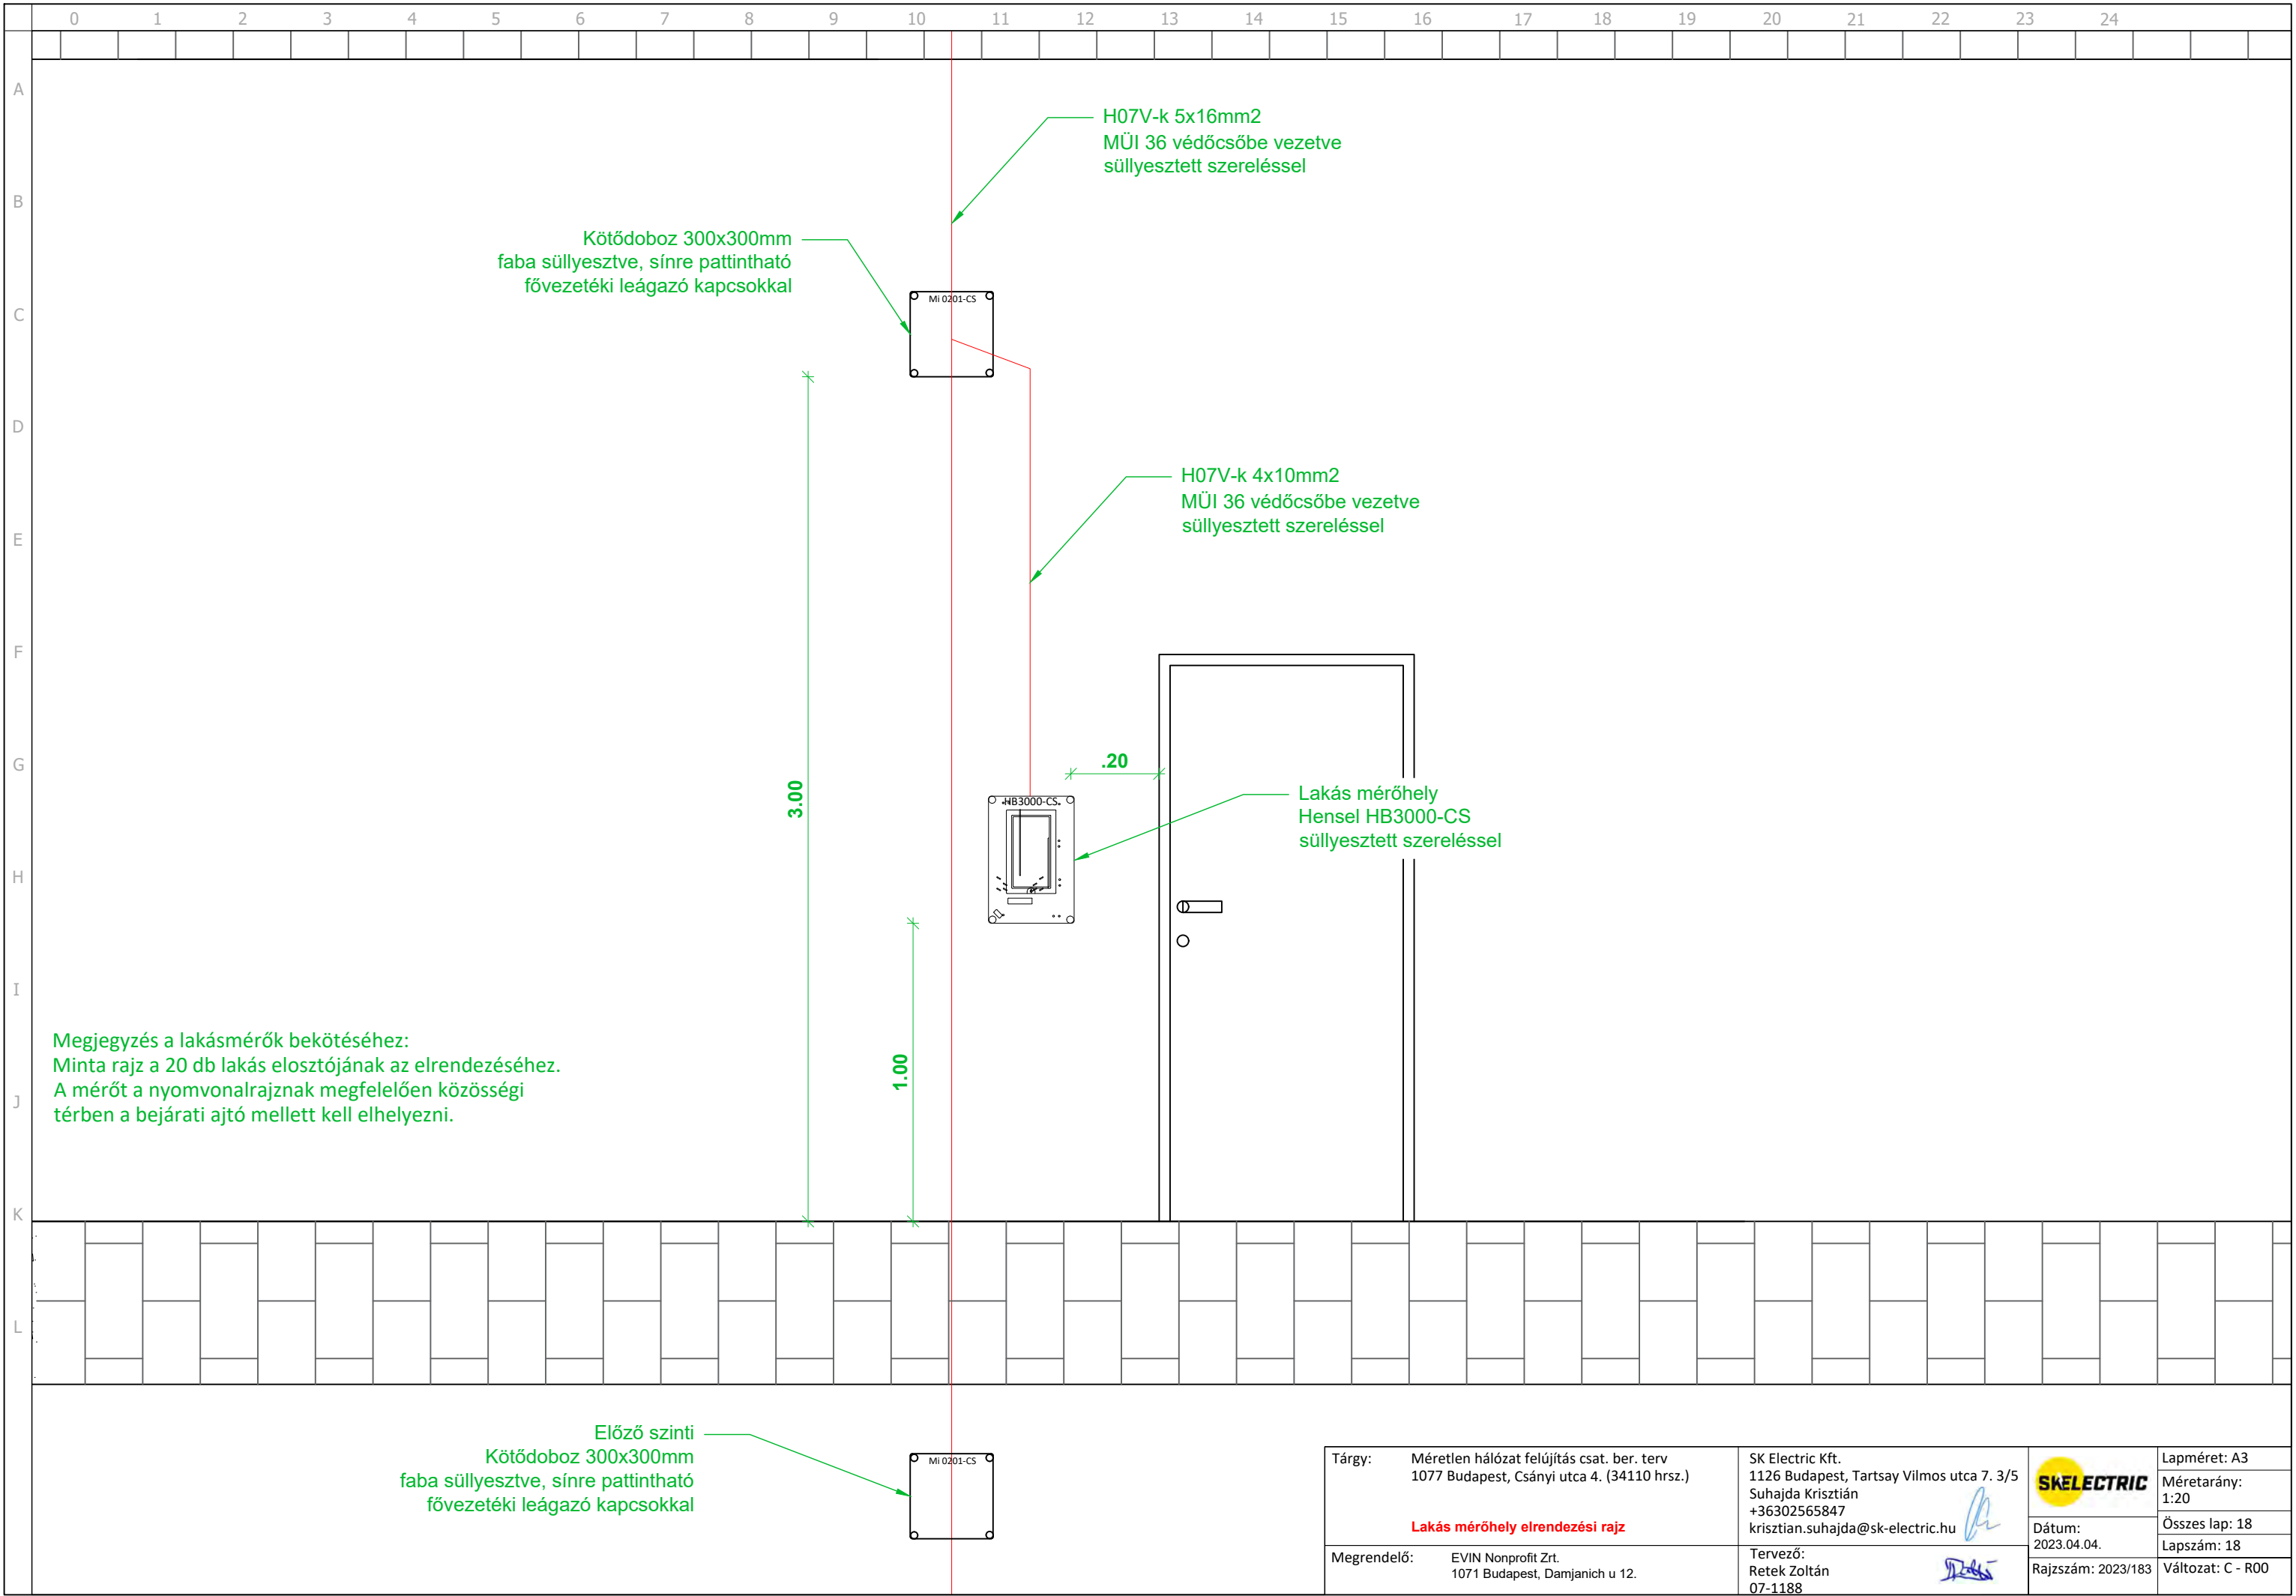 0 1 2 3 4 5 6 7 8 9 10 11 12 13 14 15 16 17 18 19 20 21 22 23 24
A
B
C
D
E
F
G
H
I
J
K
L
H07V-k 5x16mm2
MÜI 36 védőcsőbe vezetve
süllyesztett szereléssel
Kötődoboz 300x300mm
faba süllyesztve, sínre pattintható
fővezetéki leágazó kapcsokkal
Mi 0201-CS
H07V-k 4x10mm2
MÜI 36 védőcsőbe vezetve
süllyesztett szereléssel
3.00
.20
HB3000-CS
Lakás mérőhely
Hensel HB3000-CS
süllyesztett szereléssel
1.00
Megjegyzés a lakásmérők bekötéséhez:
Minta rajz a 20 db lakás elosztójának az elrendezéséhez.
A mérőt a nyomvonalrajznak megfelelően közösségi
térben a bejárati ajtó mellett kell elhelyezni.
Előző szinti
Kötődoboz 300x300mm
faba süllyesztve, sínre pattintható
fővezetéki leágazó kapcsokkal
Mi 0201-CS
Tárgy: Méretlen hálózat felújítás csat. ber. terv
1077 Budapest, Csányi utca 4. (34110 hrsz.)
Lakás mérőhely elrendezési rajz
Megrendelő: EVIN Nonprofit Zrt.
1071 Budapest, Damjanich u 12.
SK Electric Kft.
1126 Budapest, Tartsay Vilmos utca 7. 3/5
Suhajda Krisztián
+36302565847
krisztian.suhajda@sk-electric.hu
Tervező:
Retek Zoltán
07-1188
SKELECTRIC
Dátum:
2023.04.04.
Rajzszám: 2023/183
Lapméret: A3
Méretarány:
1:20
Összes lap: 18
Lapszám: 18
Változat: C - R00